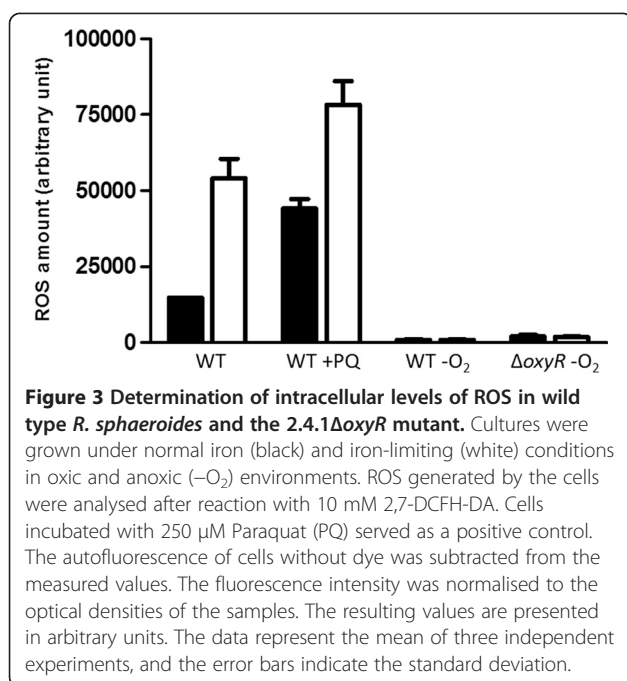 100000
75000
50000
25000
0
ROS amount (arbitrary unit)
WT WT +PQ WT -O₂ ΔoxyR -O₂
Figure 3 Determination of intracellular levels of ROS in wild
type R. sphaeroides and the 2.4.1ΔoxyR mutant. Cultures were
grown under normal iron (black) and iron-limiting (white) conditions
in oxic and anoxic (−O₂) environments. ROS generated by the cells
were analysed after reaction with 10 mM 2,7-DCFH-DA. Cells
incubated with 250 μM Paraquat (PQ) served as a positive control.
The autofluorescence of cells without dye was subtracted from the
measured values. The fluorescence intensity was normalised to the
optical densities of the samples. The resulting values are presented
in arbitrary units. The data represent the mean of three independent
experiments, and the error bars indicate the standard deviation.